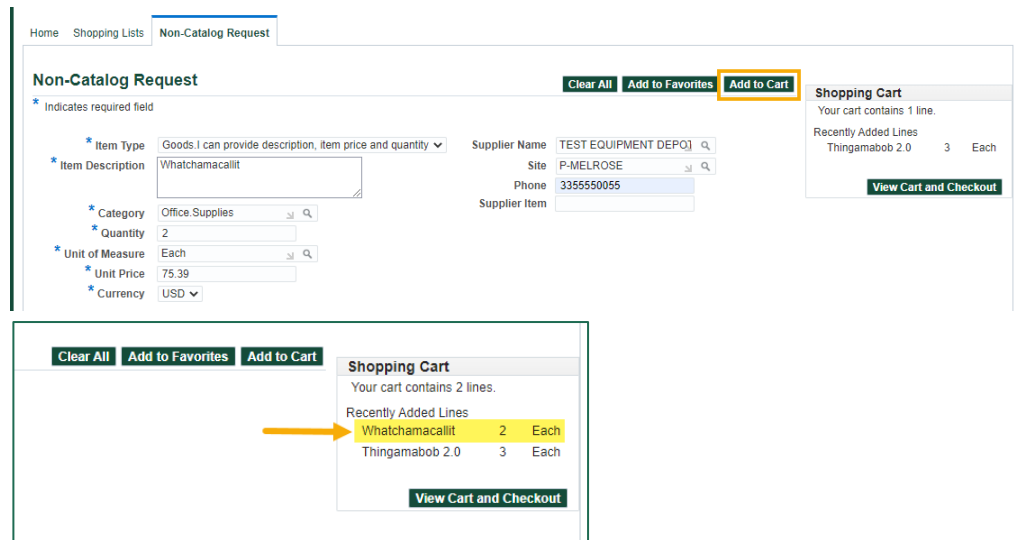 Home Shopping Lists Non-Catalog Request
Non-Catalog Request
Clear All Add to Favorites Add to Cart
* Indicates required field
* Item Type Goods.I can provide description, item price and quantity
* Item Description Whatchamacallit
* Category Office.Supplies
* Quantity 2
* Unit of Measure Each
* Unit Price 75.39
* Currency USD
Supplier Name TEST EQUIPMENT DEPOT
Site P-MELROSE
Phone 3355550055
Supplier Item
Shopping Cart
Your cart contains 1 line.
Recently Added Lines
Thingamabob 2.0 3 Each
View Cart and Checkout
Clear All Add to Favorites Add to Cart
Shopping Cart
Your cart contains 2 lines.
Recently Added Lines
Whatchamacallit 2 Each
Thingamabob 2.0 3 Each
View Cart and Checkout